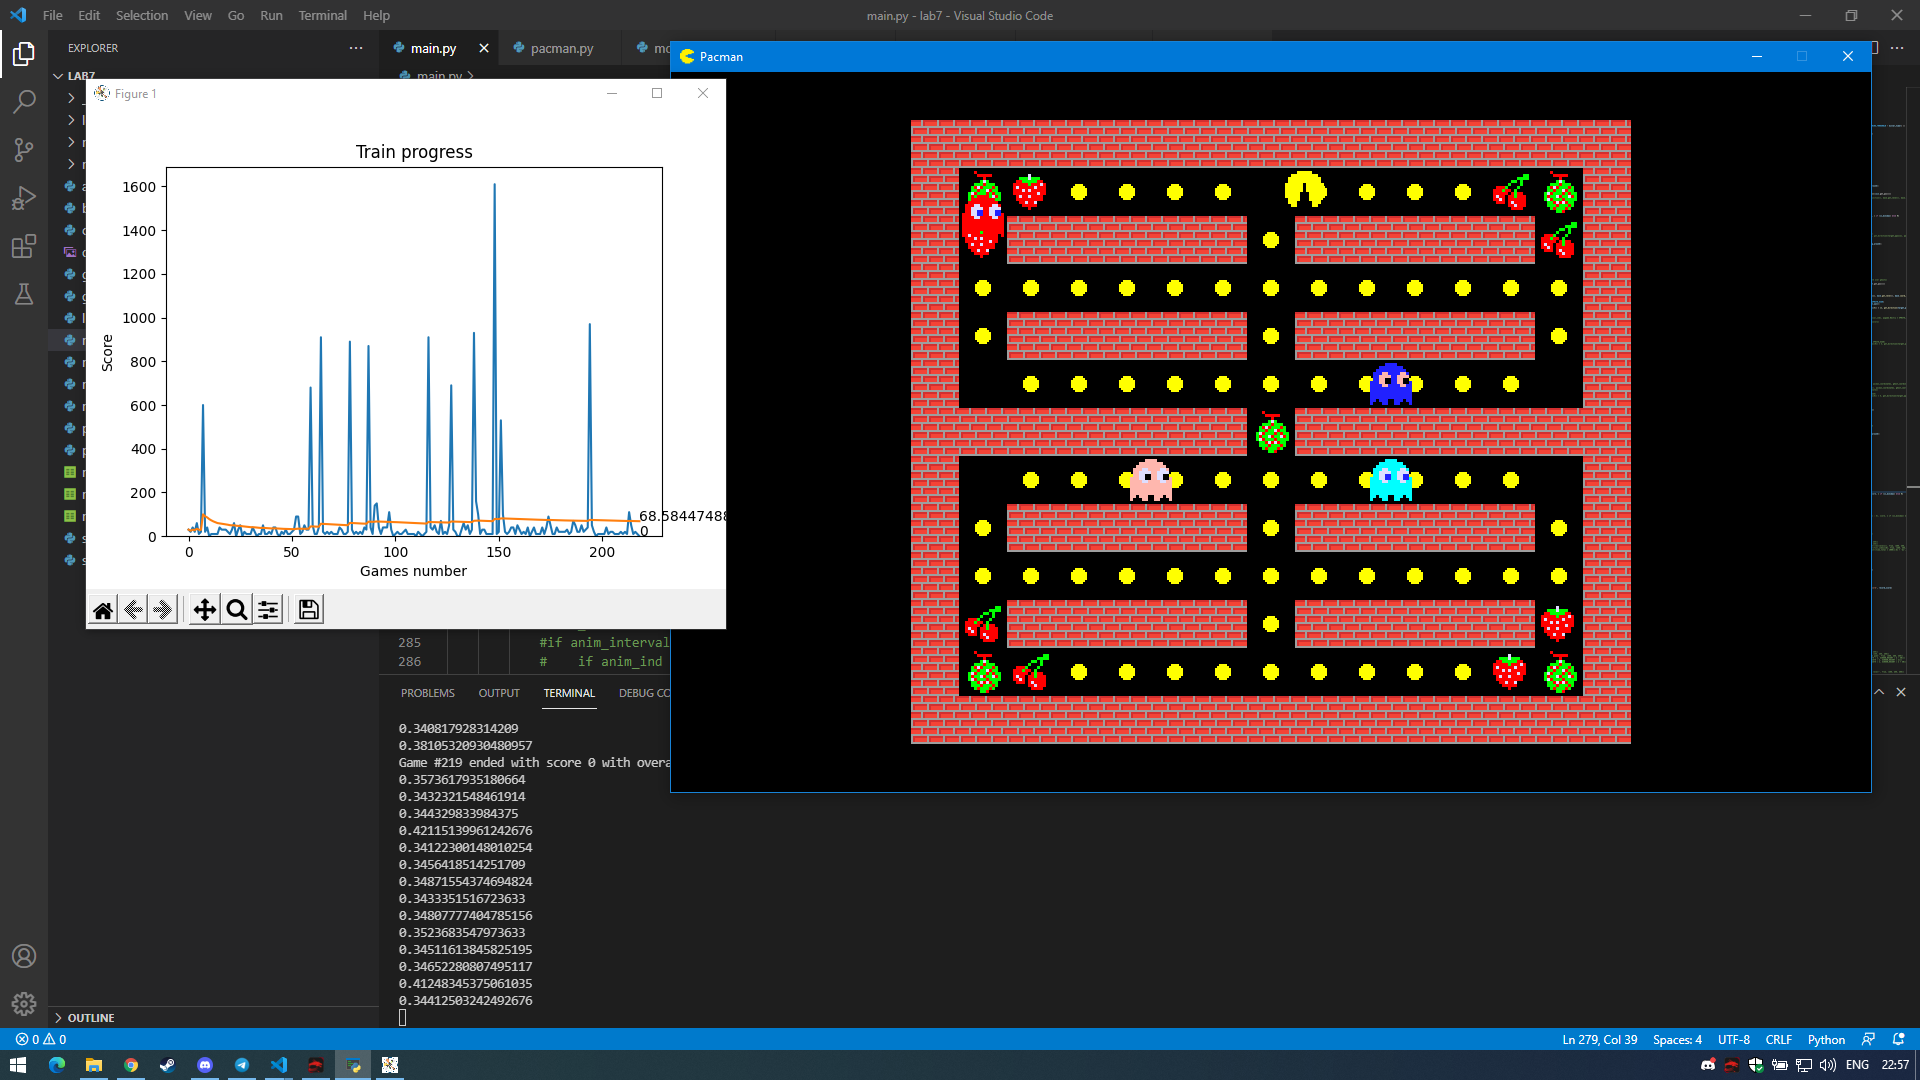 File Edit Selection View Go Run Terminal Help
main.py - lab7 - Visual Studio Code
EXPLORER
main.py
pacman.py
LAB7
main.py
Figure 1
Pacman
Train progress
1600
1400
1200
1000
800
600
400
200
0
Score
0 50 100 150 200
Games number
68.58447488
0
285 #if anim_interval
286 # if anim_ind
PROBLEMS OUTPUT TERMINAL DEBUG CO
0.340817928314209
0.38105320930480957
Game #219 ended with score 0 with overa
0.3573617935180664
0.3432321548461914
0.344329833984375
0.42115139961242676
0.34122300148010254
0.3456418514251709
0.34871554374694824
0.3433351516723633
0.34807777404785156
0.3523683547973633
0.34511613845825195
0.34652280807495117
0.41248345375061035
0.34412503242492676
OUTLINE
0 0
Ln 279, Col 39 Spaces: 4 UTF-8 CRLF Python
ENG 22:57